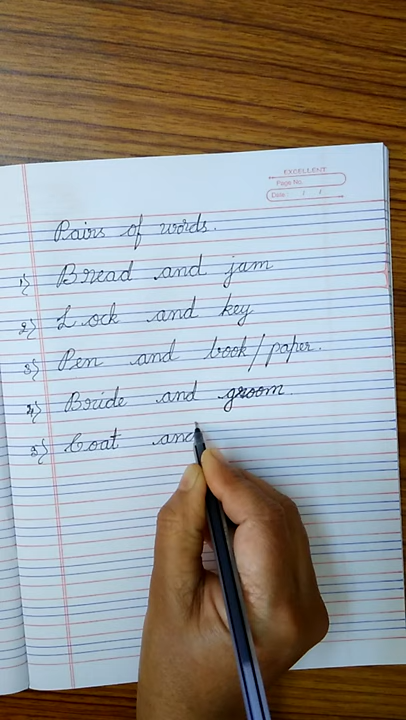 EXCELLENT
Page No.
Date / /
Pairs of words.
1) Bread and jam
2) Lock and key
3) Pen and book/paper.
4) Bride and groom.
5) Coat and